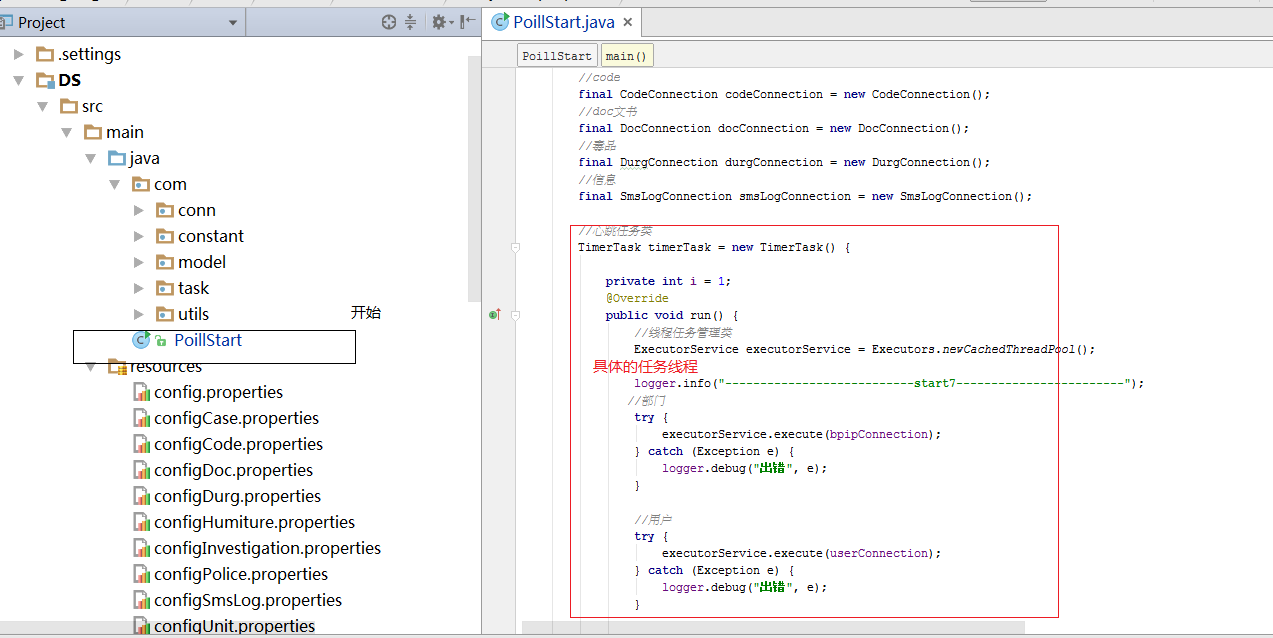 Project
.settings
DS
src
main
java
com
conn
constant
model
task
utils
开始
PoillStart
resources
config.properties
configCase.properties
configCode.properties
configDoc.properties
configDurg.properties
configHumiture.properties
configInvestigation.properties
configPolice.properties
configSmsLog.properties
configUnit.properties
PoillStart.java
PoillStart main()
//code
final CodeConnection codeConnection = new CodeConnection();
//doc文书
final DocConnection docConnection = new DocConnection();
//毒品
final DurgConnection durgConnection = new DurgConnection();
//信息
final SmsLogConnection smsLogConnection = new SmsLogConnection();
//心跳任务类
TimerTask timerTask = new TimerTask() {
private int i = 1;
@Override
public void run() {
//线程任务管理类
ExecutorService executorService = Executors.newCachedThreadPool();
具体的任务线程
logger.info("---------------------------start7------------------------");
//部门
try {
executorService.execute(bpipConnection);
} catch (Exception e) {
logger.debug("出错", e);
}
//用户
try {
executorService.execute(userConnection);
} catch (Exception e) {
logger.debug("出错", e);
}